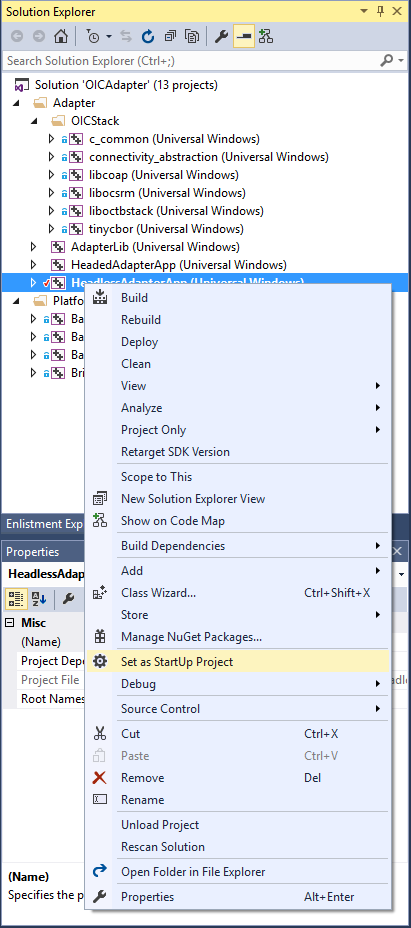 Solution Explorer
Search Solution Explorer (Ctrl+;)
Solution 'OICAdapter' (13 projects)
Adapter
OICStack
c_common (Universal Windows)
connectivity_abstraction (Universal Windows)
libcoap (Universal Windows)
libocsrm (Universal Windows)
liboctbstack (Universal Windows)
tinycbor (Universal Windows)
AdapterLib (Universal Windows)
HeadedAdapterApp (Universal Windows)
HeadlessAdapterApp (Universal Windows)
Platfo
Ba
Ba
Ba
Bri
Build
Rebuild
Deploy
Clean
View
Analyze
Project Only
Retarget SDK Version
Scope to This
New Solution Explorer View
Show on Code Map
Build Dependencies
Add
Class Wizard... Ctrl+Shift+X
Store
Manage NuGet Packages...
Set as StartUp Project
Debug
Source Control
Cut Ctrl+X
Paste Ctrl+V
Remove Del
Rename
Unload Project
Rescan Solution
Open Folder in File Explorer
Properties Alt+Enter
Enlistment Exp
Properties
HeadlessAdap
Misc
(Name)
Project Depe
Project File adle
Root Names
(Name)
Specifies the p